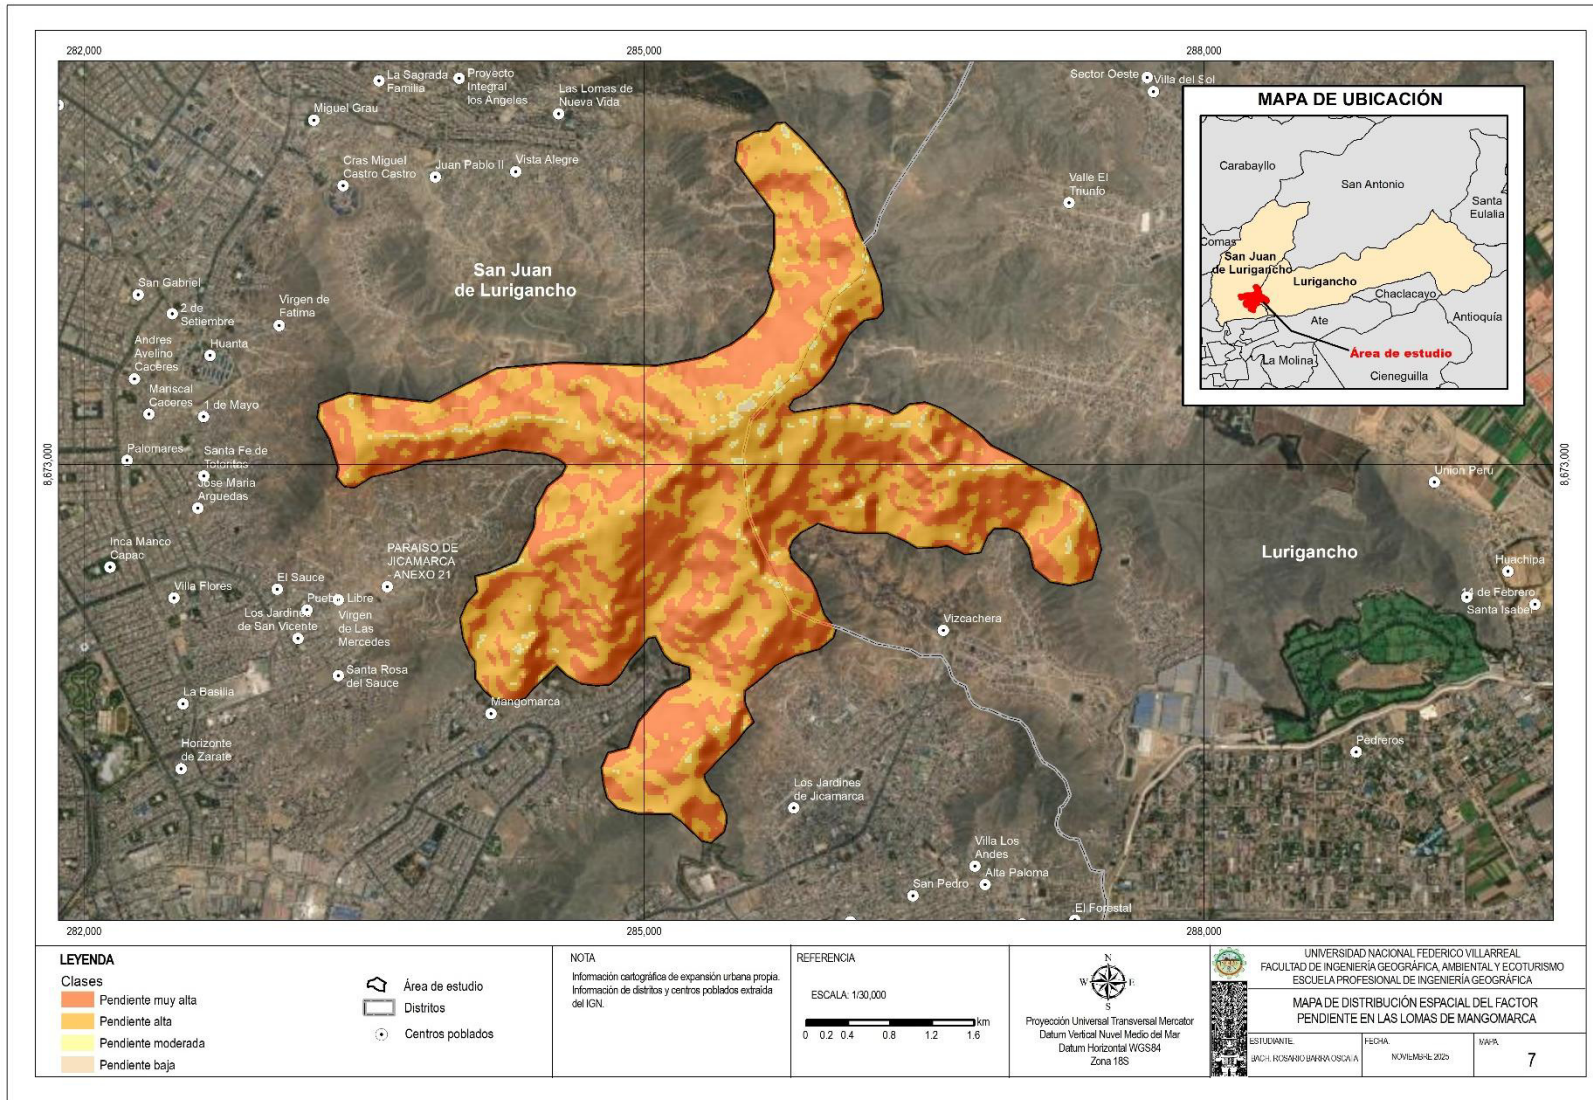 282,000
285,000
288,000
8,673,000
8,673,000
La Sagrada
Familia
Proyecto
Integral
los Angeles
Las Lomas de
Nueva Vida
Miguel Grau
Cras Miguel
Castro Castro
Juan Pablo II
Vista Alegre
Sector Oeste
Villa del Sol
Valle El
Triunfo
San Juan
de Lurigancho
San Gabriel
2 de
Setiembre
Virgen de
Fatima
Andres
Avelino
Caceres
Huanta
Mariscal
Caceres
1 de Mayo
Palomares
Santa Fe de
Totoritas
Jose Maria
Arguedas
Inca Manco
Capac
PARAISO DE
JICAMARCA
ANEXO 21
Villa Flores
El Sauce
Pueblo Libre
Los Jardines
de San Vicente
Virgen
de Las
Mercedes
Santa Rosa
del Sauce
La Basilia
Mangomarca
Horizonte
de Zarate
Vizcachera
Los Jardines
de Jicamarca
Villa Los
Andes
Alta Paloma
San Pedro
El Forestal
Union Peru
Lurigancho
Huachipa
14 de Febrero
Santa Isabel
Pedreros
MAPA DE UBICACIÓN
Carabayllo
San Antonio
Santa
Eulalia
Comas
San Juan
de Lurigancho
Lurigancho
Chaclacayo
Ate
Antioquía
La Molina
Área de estudio
Cieneguilla
282,000
285,000
288,000
LEYENDA
Clases
Pendiente muy alta
Pendiente alta
Pendiente moderada
Pendiente baja
Área de estudio
Distritos
Centros poblados
NOTA
Información cartográfica de expansión urbana propia.
Información de distritos y centros poblados extraída
del IGN.
REFERENCIA
ESCALA: 1/30,000
0 0.2 0.4 0.8 1.2 1.6 km
N
W E
S
Proyección Universal Transversal Mercator
Datum Vertical Nuvel Medio del Mar
Datum Horizontal WGS84
Zona 18S
UNIVERSIDAD NACIONAL FEDERICO VILLARREAL
FACULTAD DE INGENIERÍA GEOGRÁFICA, AMBIENTAL Y ECOTURISMO
ESCUELA PROFESIONAL DE INGENIERÍA GEOGRÁFICA
MAPA DE DISTRIBUCIÓN ESPACIAL DEL FACTOR
PENDIENTE EN LAS LOMAS DE MANGOMARCA
ESTUDIANTE:
BACH. ROSARIO BARRA OSCATA
FECHA:
NOVIEMBRE 2025
MAPA:
7